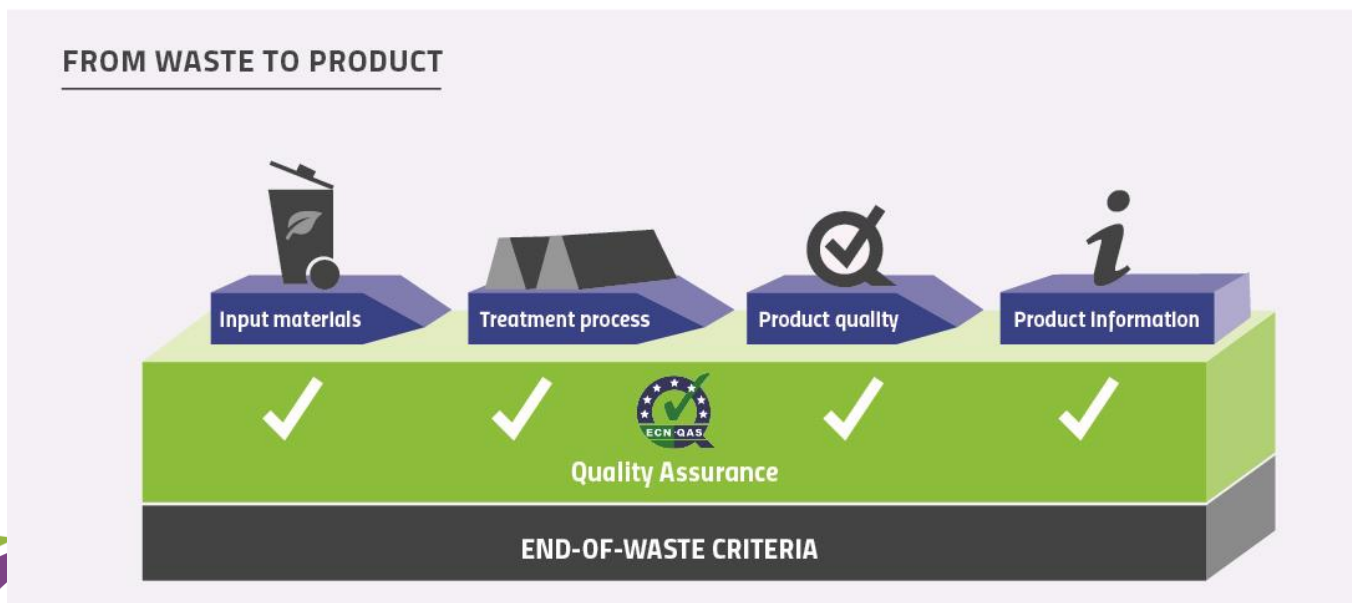 FROM WASTE TO PRODUCT
Input materials
Treatment process
Product quality
Product Information
ECN-QAS
Quality Assurance
END-OF-WASTE CRITERIA